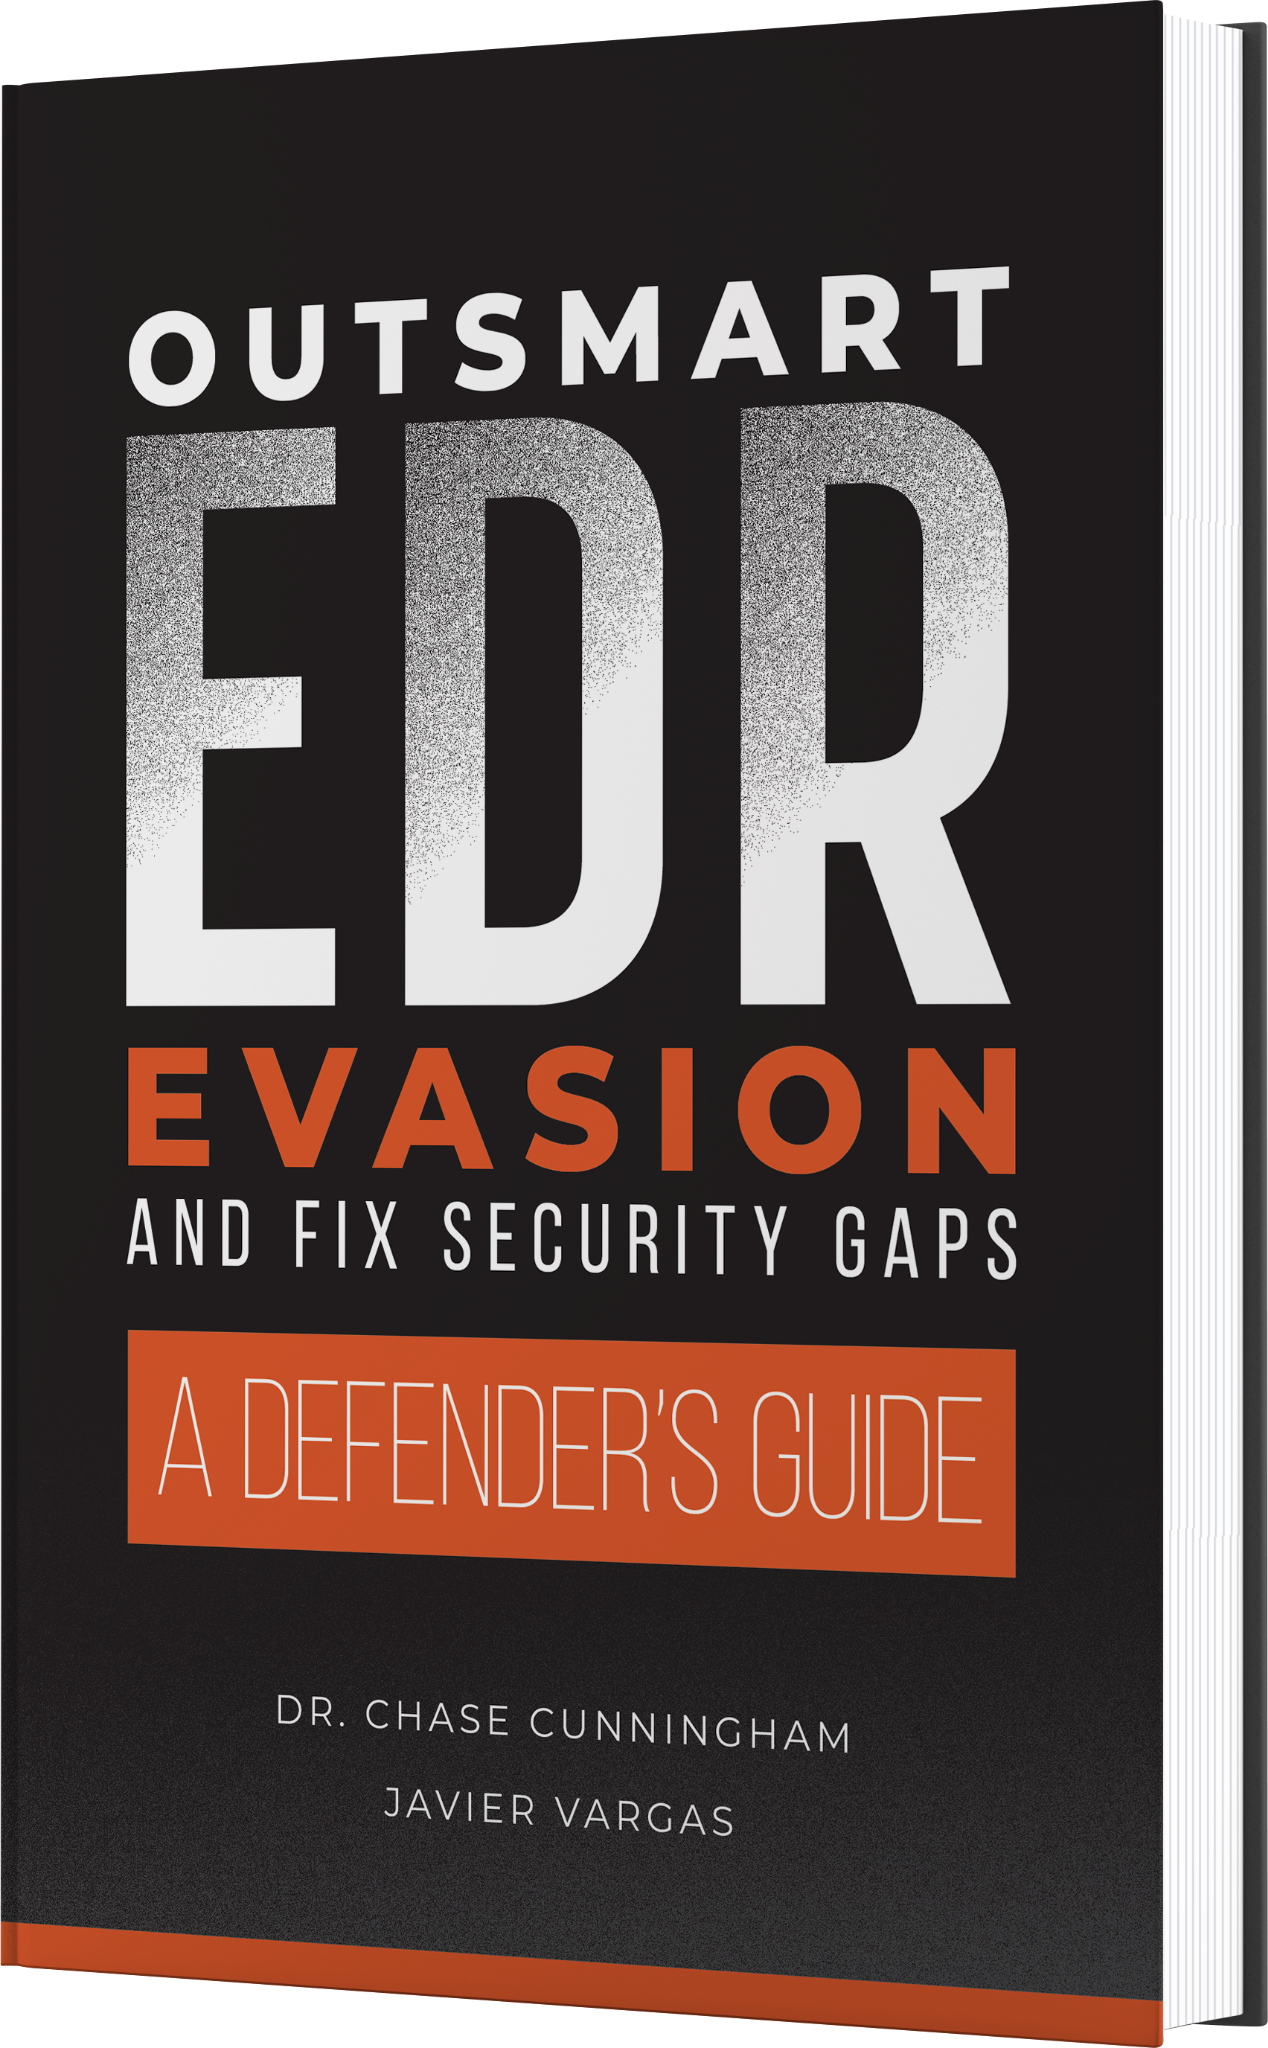 OUTSMART
EDR
EVASION
AND FIX SECURITY GAPS
A DEFENDER'S GUIDE
DR. CHASE CUNNINGHAM
JAVIER VARGAS